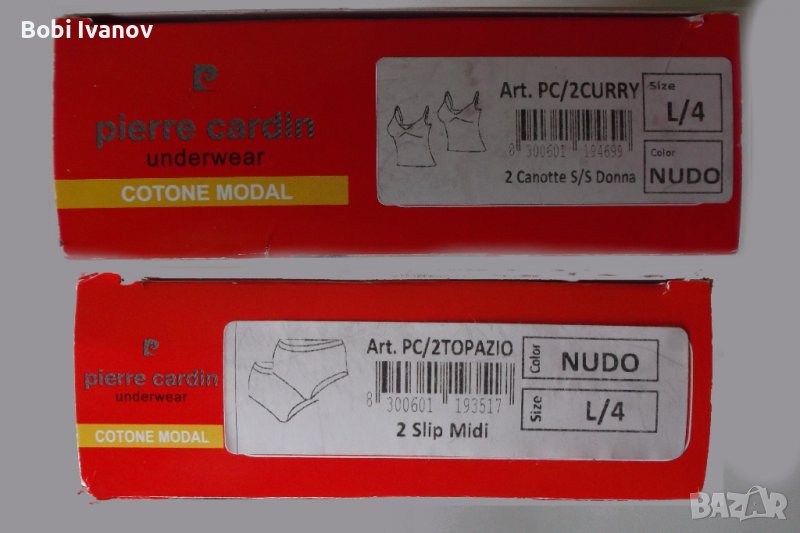 Bobi Ivanov
pierre cardin
underwear
COTONE MODAL
Art. PC/2CURRY
8 300601 194699
2 Canotte S/S Donna
Size
L/4
Color
NUDO
pierre cardin
underwear
COTONE MODAL
Art. PC/2TOPAZIO
8 300601 193517
2 Slip Midi
Color
NUDO
Size
L/4
BAZAR